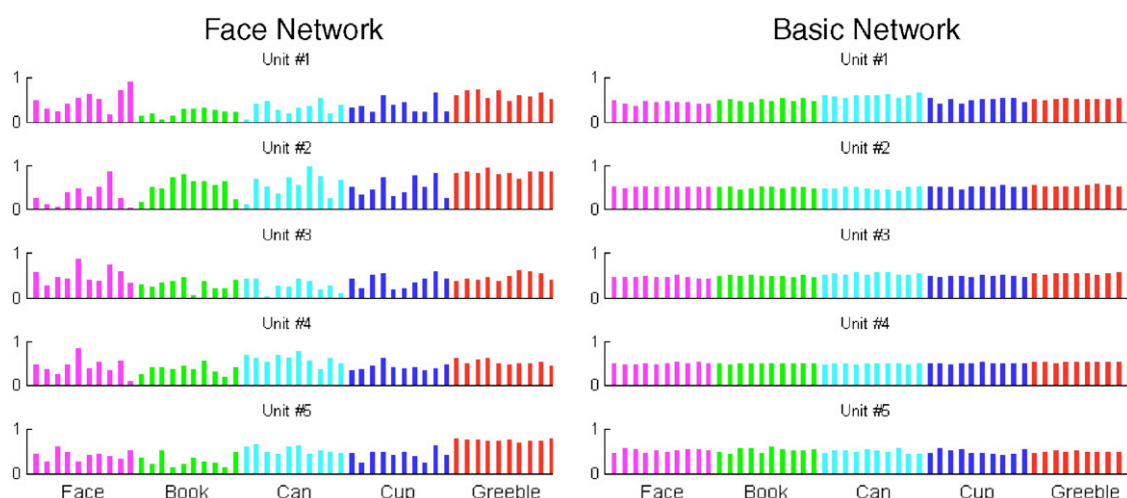 Face Network
Unit #1
1
0
Unit #2
1
0
Unit #3
1
0
Unit #4
1
0
Unit #5
1
0
Face Book Can Cup Greeble
Basic Network
Unit #1
1
0
Unit #2
1
0
Unit #3
1
0
Unit #4
1
0
Unit #5
1
0
Face Book Can Cup Greeble